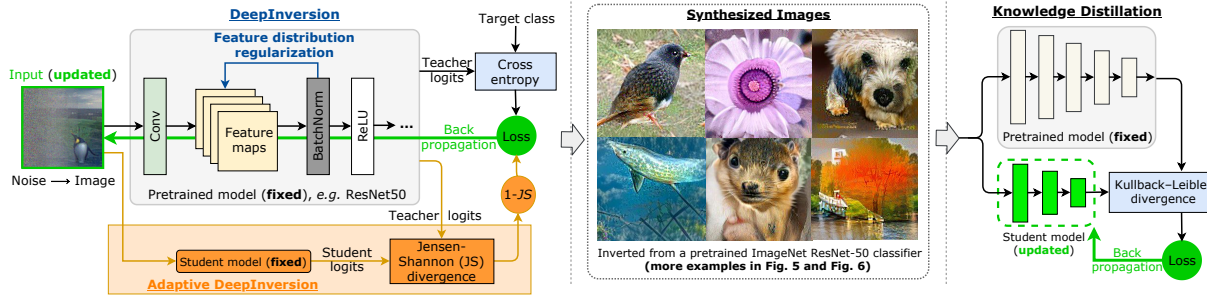 DeepInversion
Target class
Feature distribution
regularization
Input (updated)
Teacher
logits
Cross
entropy
Conv
Feature
maps
BatchNorm
ReLU
...
Back
propagation
Loss
Noise → Image
Pretrained model (fixed), e.g. ResNet50
1-JS
Teacher logits
Student model (fixed)
Student
logits
Jensen-
Shannon (JS)
divergence
Adaptive DeepInversion
Synthesized Images
Inverted from a pretrained ImageNet ResNet-50 classifier
(more examples in Fig. 5 and Fig. 6)
Knowledge Distillation
Pretrained model (fixed)
Kullback–Leible
divergence
Student model
(updated)
Back
propagation
Loss